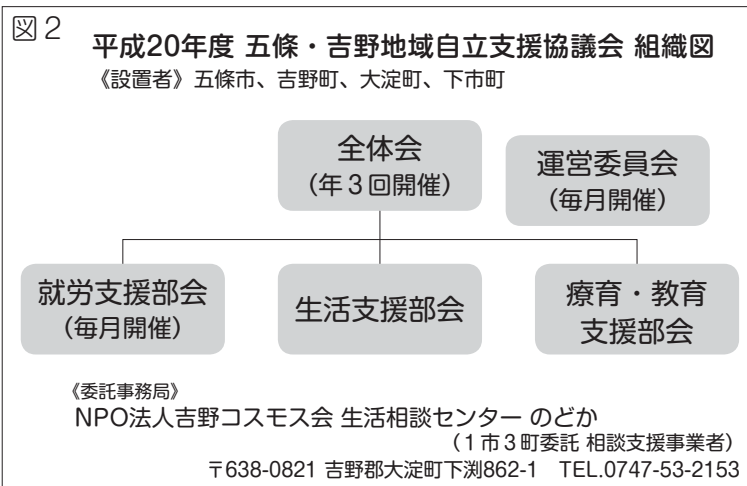 図2
平成20年度 五條・吉野地域自立支援協議会 組織図
《設置者》五條市、吉野町、大淀町、下市町
全体会
（年3回開催）
運営委員会
（毎月開催）
就労支援部会
（毎月開催）
生活支援部会
療育・教育
支援部会
《委託事務局》
NPO法人吉野コスモス会 生活相談センター のどか
（1市3町委託 相談支援事業者）
〒638-0821 吉野郡大淀町下渕862-1 TEL.0747-53-2153